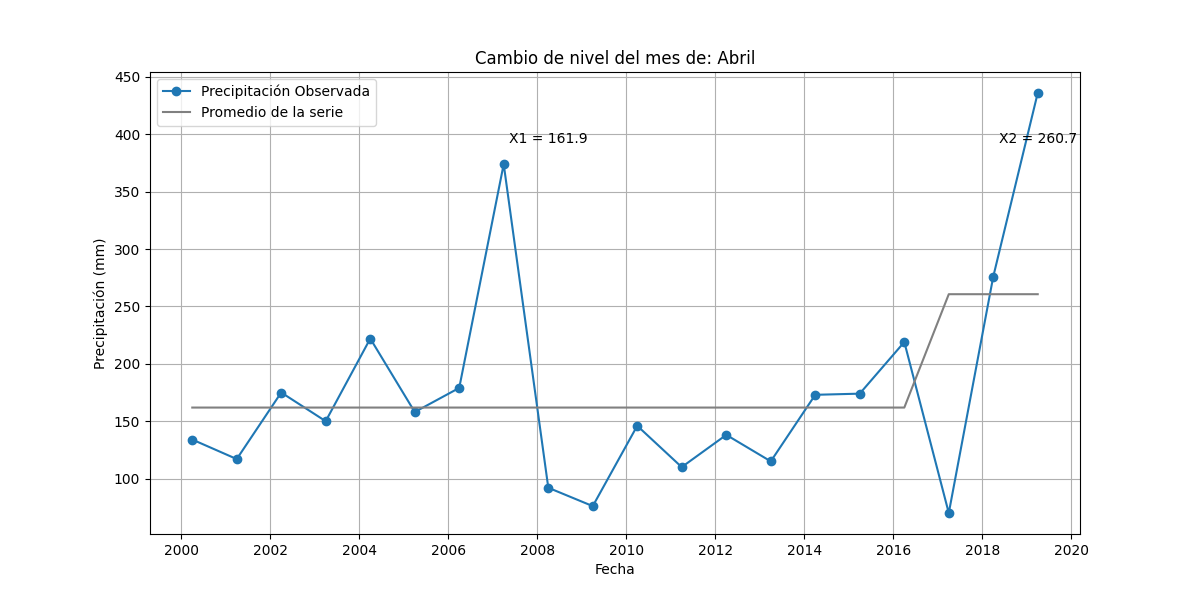 Cambio de nivel del mes de: Abril
Precipitación Observada
Promedio de la serie
X1 = 161.9
X2 = 260.7
Precipitación (mm)
450
400
350
300
250
200
150
100
2000 2002 2004 2006 2008 2010 2012 2014 2016 2018 2020
Fecha